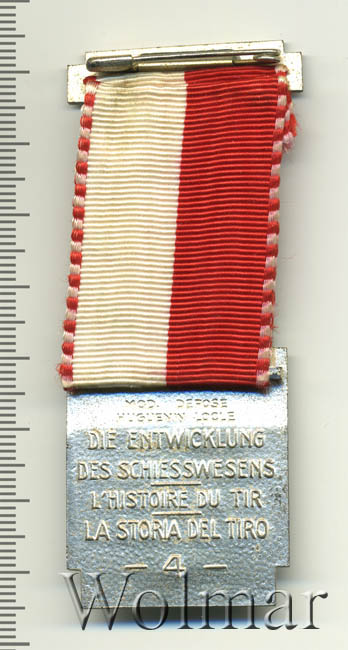 MOD. DEPOSE
HUGUENIN LOCLE
DIE ENTWICKLUNG
DES SCHIESSWESENS
L'HISTOIRE DU TIR
LA STORIA DEL TIRO
- 4 -
Wolmar